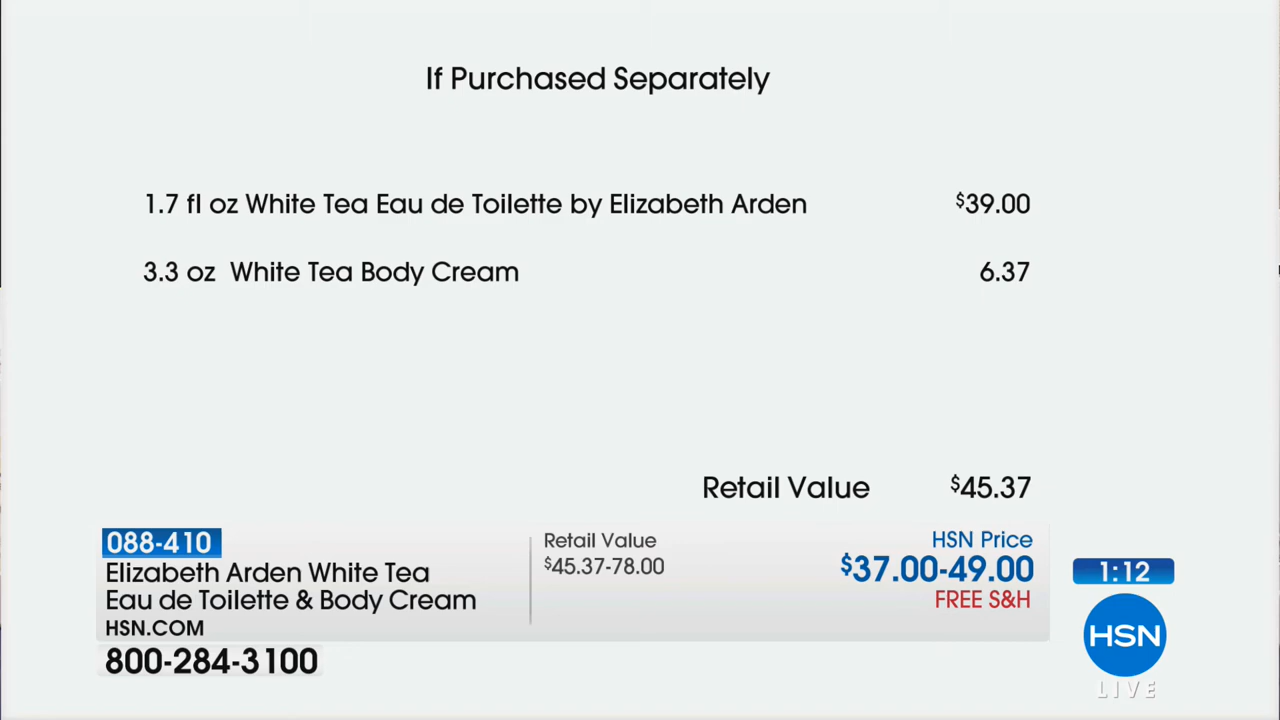 If Purchased Separately
1.7 fl oz White Tea Eau de Toilette by Elizabeth Arden $39.00
3.3 oz White Tea Body Cream 6.37
Retail Value $45.37
088-410
Elizabeth Arden White Tea
Eau de Toilette & Body Cream
HSN.COM
800-284-3100
Retail Value
$45.37-78.00
HSN Price
$37.00-49.00
FREE S&H
1:12
HSN
LIVE